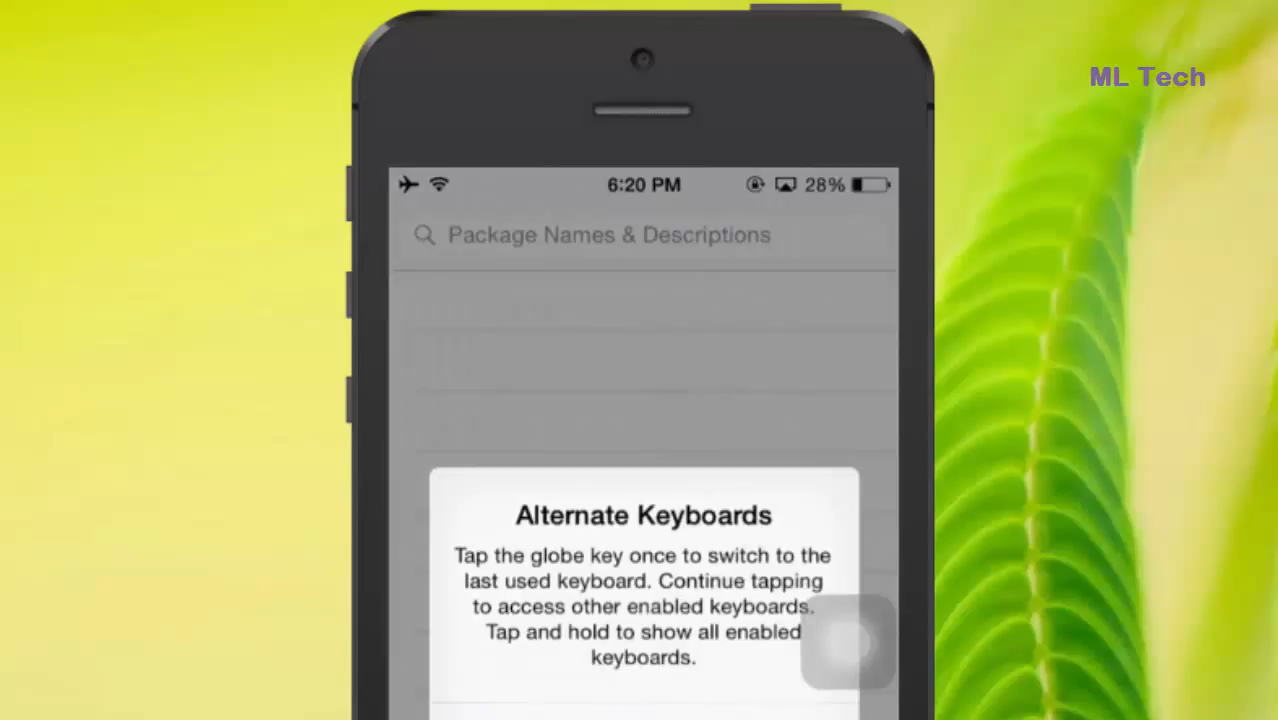 ML Tech
6:20 PM
28%
Package Names & Descriptions
Alternate Keyboards
Tap the globe key once to switch to the
last used keyboard. Continue tapping
to access other enabled keyboards.
Tap and hold to show all enabled
keyboards.